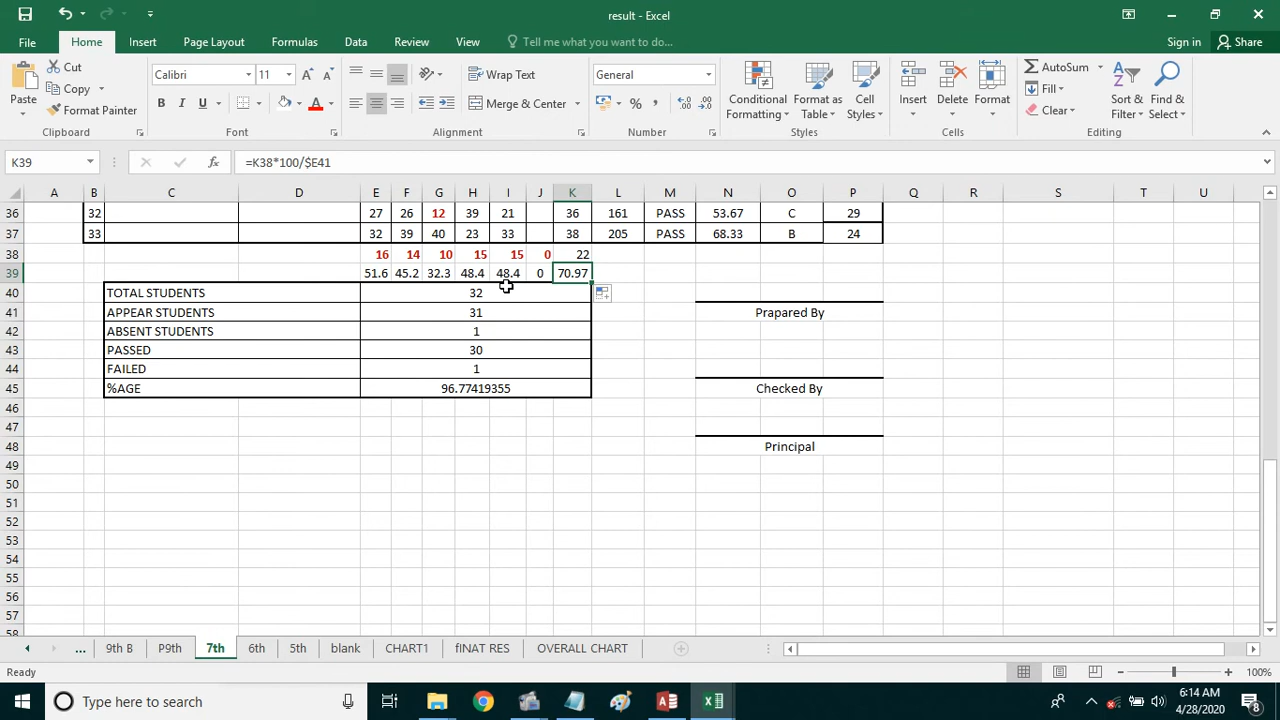 result - Excel
Sign in Share
File Home Insert Page Layout Formulas Data Review View Tell me what you want to do...
Paste Cut Copy Format Painter Clipboard
Calibri 11 B I U A Font
Wrap Text Merge & Center Alignment
General % , Number
Conditional Formatting Format as Table Cell Styles Styles
Insert Delete Format Cells
AutoSum Fill Clear Sort & Filter Find & Select Editing
K39 fx =K38*100/$E41
A B C D E F G H I J K L M N O P Q R S T U
36 32 27 26 12 39 21 36 161 PASS 53.67 C 29
37 33 32 39 40 23 33 38 205 PASS 68.33 B 24
38 16 14 10 15 15 0 22
39 51.6 45.2 32.3 48.4 48.4 0 70.97
40 TOTAL STUDENTS 32
41 APPEAR STUDENTS 31 Prapared By
42 ABSENT STUDENTS 1
43 PASSED 30
44 FAILED 1
45 %AGE 96.77419355 Checked By
46
47
48 Principal
49
50
51
52
53
54
55
56
57
58
... 9th B P9th 7th 6th 5th blank CHART1 fINAT RES OVERALL CHART
Ready 100%
Type here to search 6:14 AM
4/28/2020 8